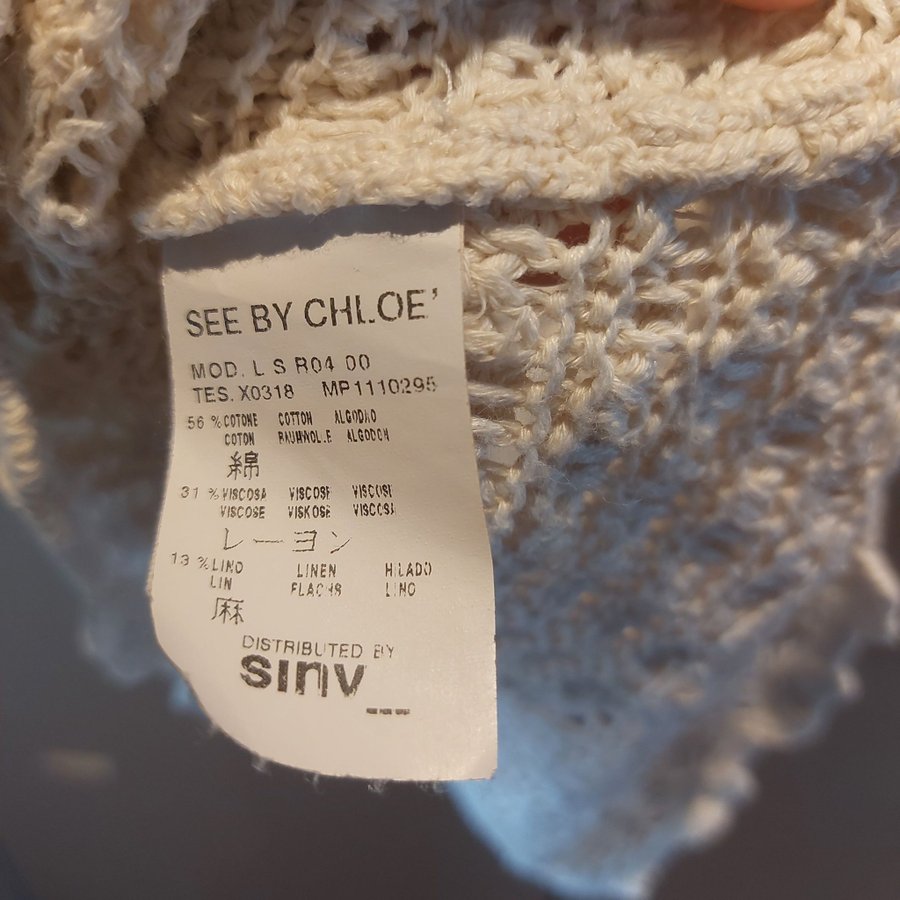 SEE BY CHLOE'
MOD. L S R04 00
TES. X0318 MP1110295
56 % COTONE COTTON ALGODAO
COTON BAUMWOLLE ALGODON
綿
31 % VISCOSA VISCOSE VISCOSE
VISCOSE VISKOSE VISCOSA
レーヨン
13 % LINO LINEN HILADO
LIN FLACHS LINO
麻
DISTRIBUTED BY
sinv